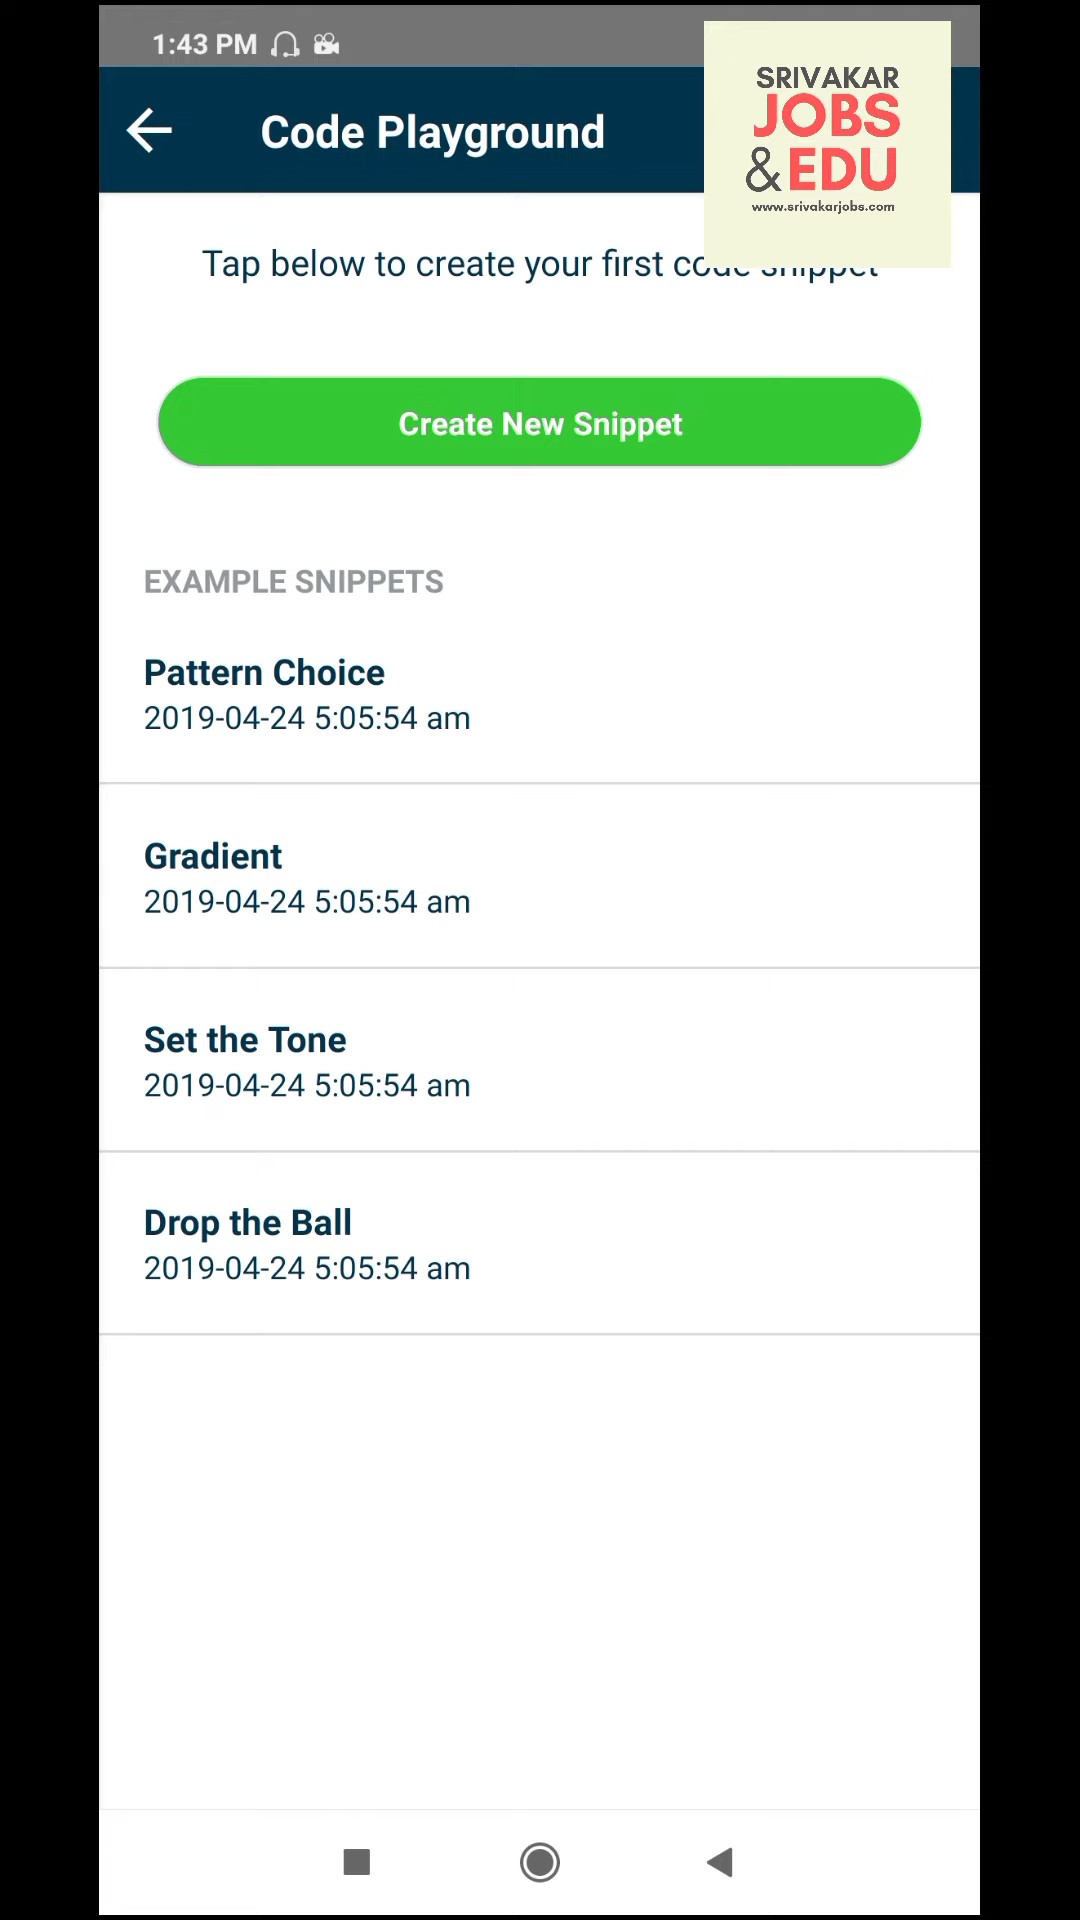 1:43 PM
Code Playground
SRIVAKAR
JOBS
& EDU
www.srivakarjobs.com
Tap below to create your first code snippet
Create New Snippet
EXAMPLE SNIPPETS
Pattern Choice
2019-04-24 5:05:54 am
Gradient
2019-04-24 5:05:54 am
Set the Tone
2019-04-24 5:05:54 am
Drop the Ball
2019-04-24 5:05:54 am